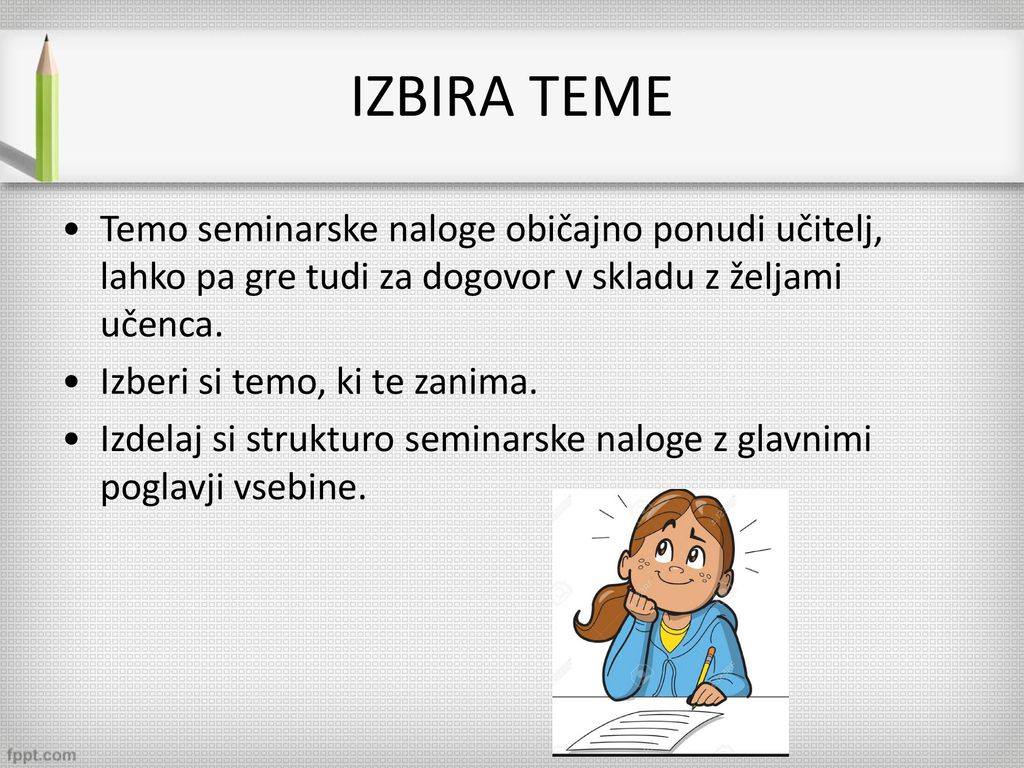 IZBIRA TEME
• Temo seminarske naloge običajno ponudi učitelj,
lahko pa gre tudi za dogovor v skladu z željami
učenca.
• Izberi si temo, ki te zanima.
• Izdelaj si strukturo seminarske naloge z glavnimi
poglavji vsebine.
fppt.com